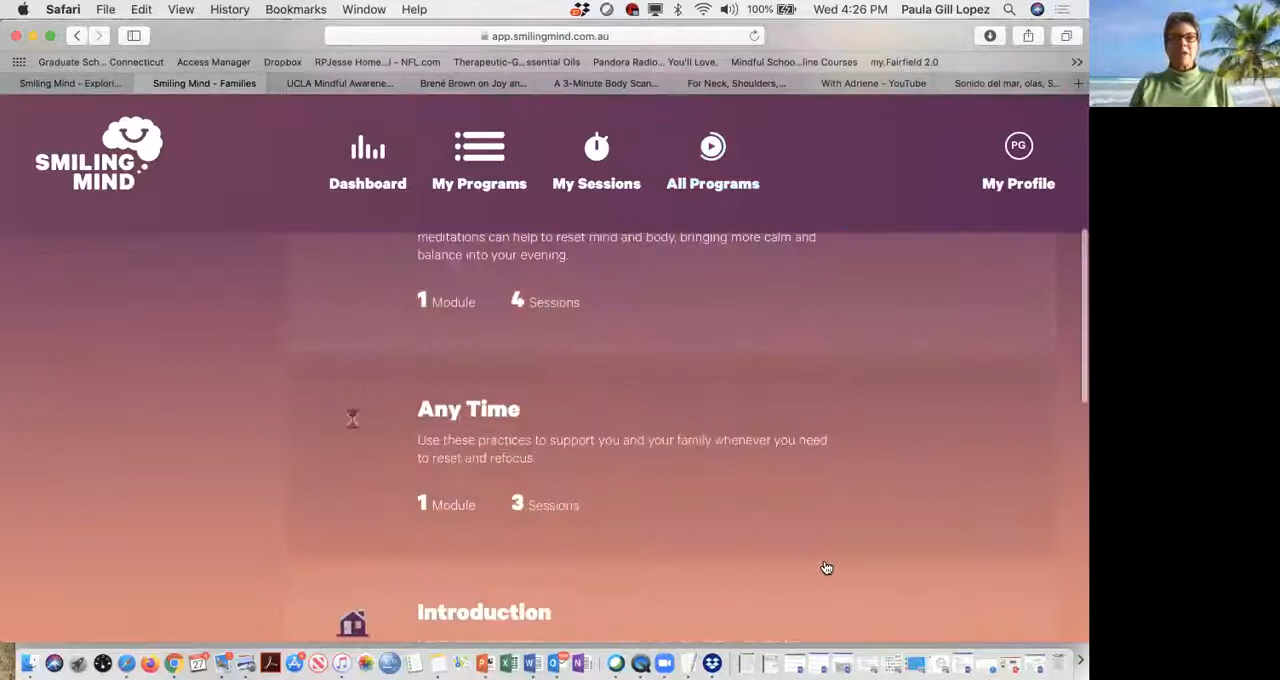 Safari File Edit View History Bookmarks Window Help 100% Wed 4:26 PM Paula Gill Lopez
app.smilingmind.com.au
Graduate Sch... Connecticut Access Manager Dropbox RPJesse Home...l - NFL.com Therapeutic-G...ssential Oils Pandora Radio... You'll Love, Mindful Schoo...line Courses my.Fairfield 2.0
Smiling Mind - Explori... Smiling Mind - Families UCLA Mindful Awarene... Brené Brown on Joy an... A 3-Minute Body Scan... For Neck, Shoulders,... With Adriene - YouTube Sonido del mar, olas, S...
SMILING MIND
Dashboard My Programs My Sessions All Programs PG My Profile
meditations can help to reset mind and body, bringing more calm and
balance into your evening.
1 Module 4 Sessions
Any Time
Use these practices to support you and your family whenever you need
to reset and refocus.
1 Module 3 Sessions
Introduction